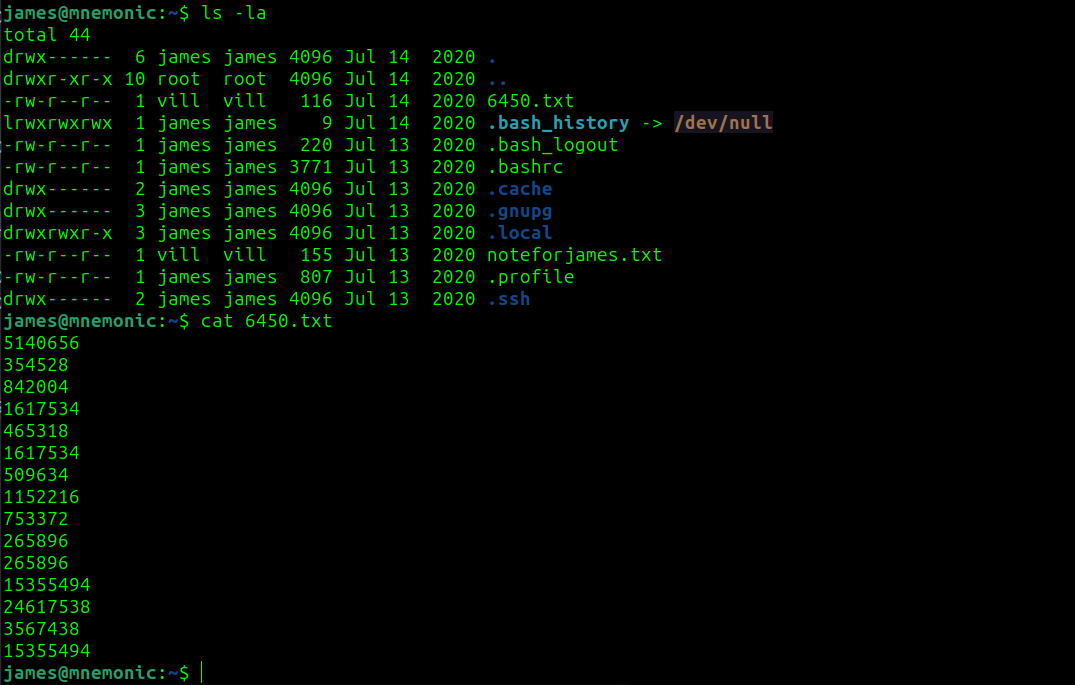 james@mnemonic:~$ ls -la
total 44
drwx------  6 james james 4096 Jul 14  2020 .
drwxr-xr-x 10 root  root  4096 Jul 14  2020 ..
-rw-r--r--  1 vill  vill   116 Jul 14  2020 6450.txt
lrwxrwxrwx  1 james james    9 Jul 14  2020 .bash_history -> /dev/null
-rw-r--r--  1 james james  220 Jul 13  2020 .bash_logout
-rw-r--r--  1 james james 3771 Jul 13  2020 .bashrc
drwx------  2 james james 4096 Jul 13  2020 .cache
drwx------  3 james james 4096 Jul 13  2020 .gnupg
drwxrwxr-x  3 james james 4096 Jul 13  2020 .local
-rw-r--r--  1 vill  vill   155 Jul 13  2020 noteforjames.txt
-rw-r--r--  1 james james  807 Jul 13  2020 .profile
drwx------  2 james james 4096 Jul 13  2020 .ssh
james@mnemonic:~$ cat 6450.txt
5140656
354528
842004
1617534
465318
1617534
509634
1152216
753372
265896
265896
15355494
24617538
3567438
15355494
james@mnemonic:~$